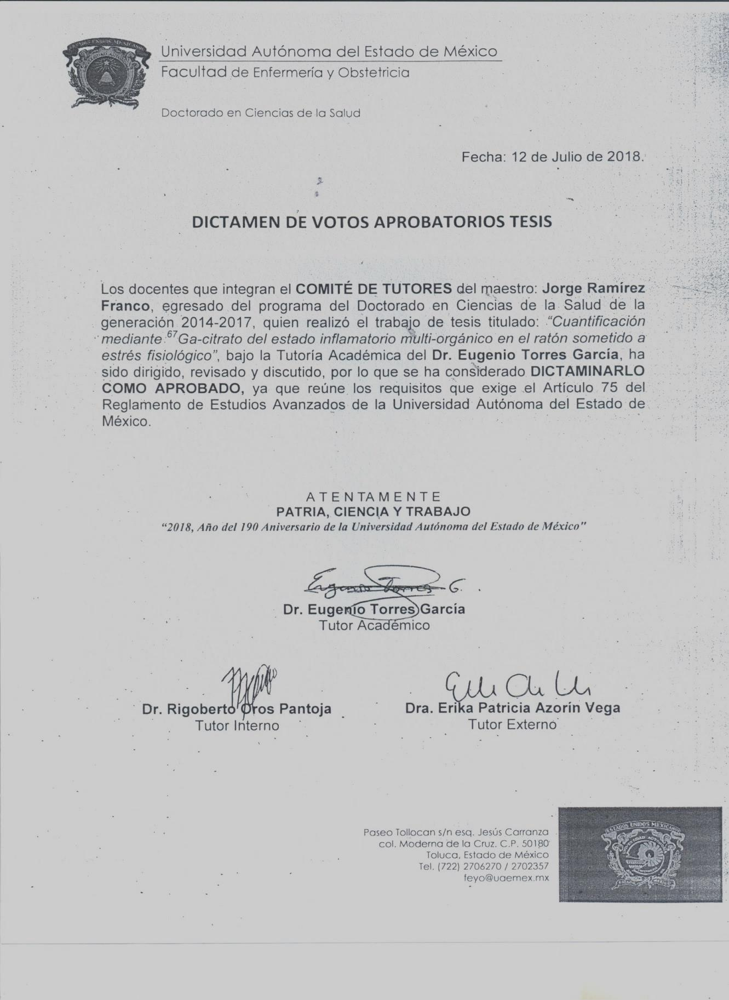 ESTADOS UNIDOS MEXICANOS
Universidad Autónoma del Estado de México
Facultad de Enfermería y Obstetricia
Doctorado en Ciencias de la Salud
Fecha: 12 de Julio de 2018.
DICTAMEN DE VOTOS APROBATORIOS TESIS
Los docentes que integran el COMITÉ DE TUTORES del maestro: Jorge Ramírez
Franco, egresado del programa del Doctorado en Ciencias de la Salud de la
generación 2014-2017, quien realizó el trabajo de tesis titulado: “Cuantificación
mediante ⁶⁷Ga-citrato del estado inflamatorio multi-orgánico en el ratón sometido a
estrés fisiológico”, bajo la Tutoría Académica del Dr. Eugenio Torres García, ha
sido dirigido, revisado y discutido, por lo que se ha considerado DICTAMINARLO
COMO APROBADO, ya que reúne los requisitos que exige el Artículo 75 del
Reglamento de Estudios Avanzados de la Universidad Autónoma del Estado de
México.
A T E N T A M E N T E
PATRIA, CIENCIA Y TRABAJO
“2018, Año del 190 Aniversario de la Universidad Autónoma del Estado de México”
Eugenio Torres G.
Dr. Eugenio Torres García
Tutor Académico
Dr. Rigoberto Oros Pantoja
Tutor Interno
Dra. Erika Patricia Azorín Vega
Tutor Externo
Paseo Tollocan s/n esq. Jesús Carranza
col. Moderna de la Cruz. C.P. 50180
Toluca, Estado de México
Tel. (722) 2706270 / 2702357
feyo@uaemex.mx
ESTADOS UNIDOS MEXICANOS
UNIVERSIDAD AUTONOMA
ESTADO MEXICO